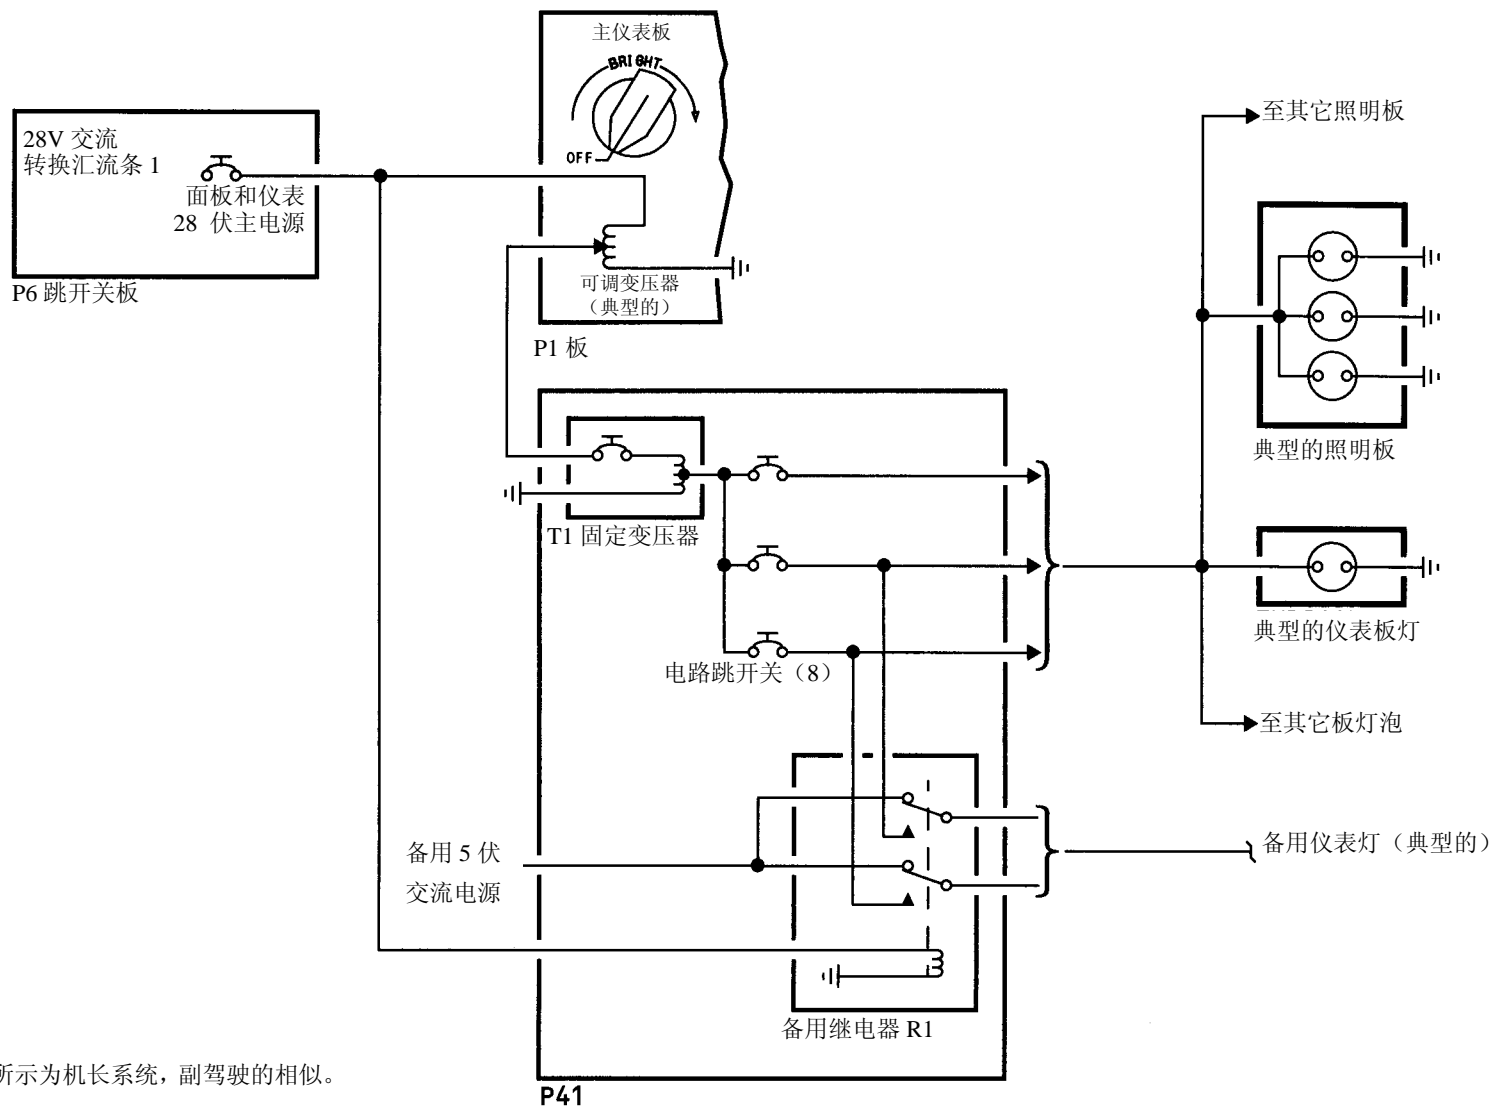 主仪表板
BRIGHT
OFF
28V 交流
转换汇流条 1
面板和仪表
28 伏主电源
P6 跳开关板
可调变压器
（典型的）
P1 板
至其它照明板
典型的照明板
T1 固定变压器
电路跳开关（8）
典型的仪表板灯
至其它板灯泡
备用 5 伏
交流电源
备用仪表灯（典型的）
备用继电器 R1
所示为机长系统，副驾驶的相似。
P41